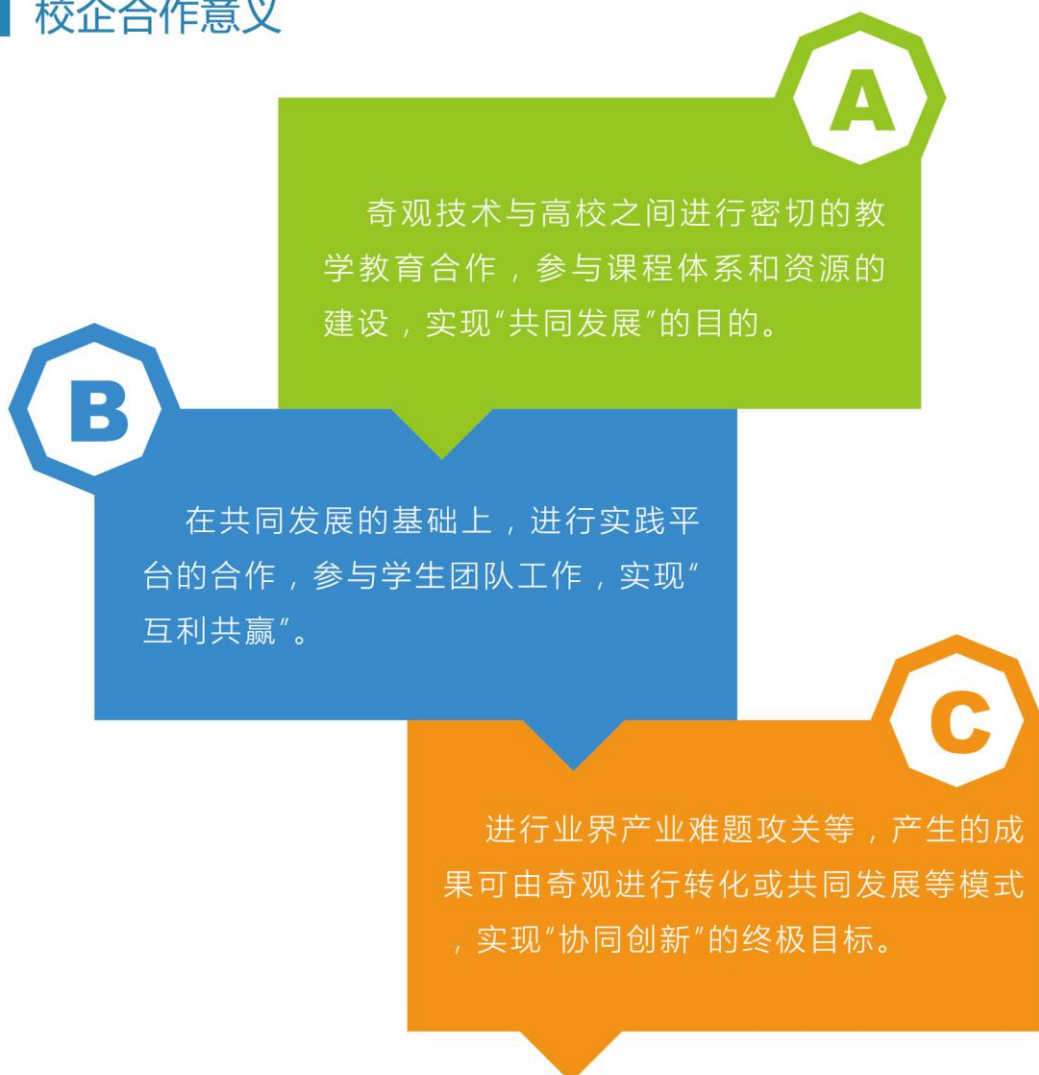 校企合作意义
A
奇观技术与高校之间进行密切的教
学教育合作，参与课程体系和资源的
建设，实现“共同发展”的目的。
B
在共同发展的基础上，进行实践平
台的合作，参与学生团队工作，实现“
互利共赢”。
C
进行业界产业难题攻关等，产生的成
果可由奇观进行转化或共同发展等模式
，实现“协同创新”的终极目标。